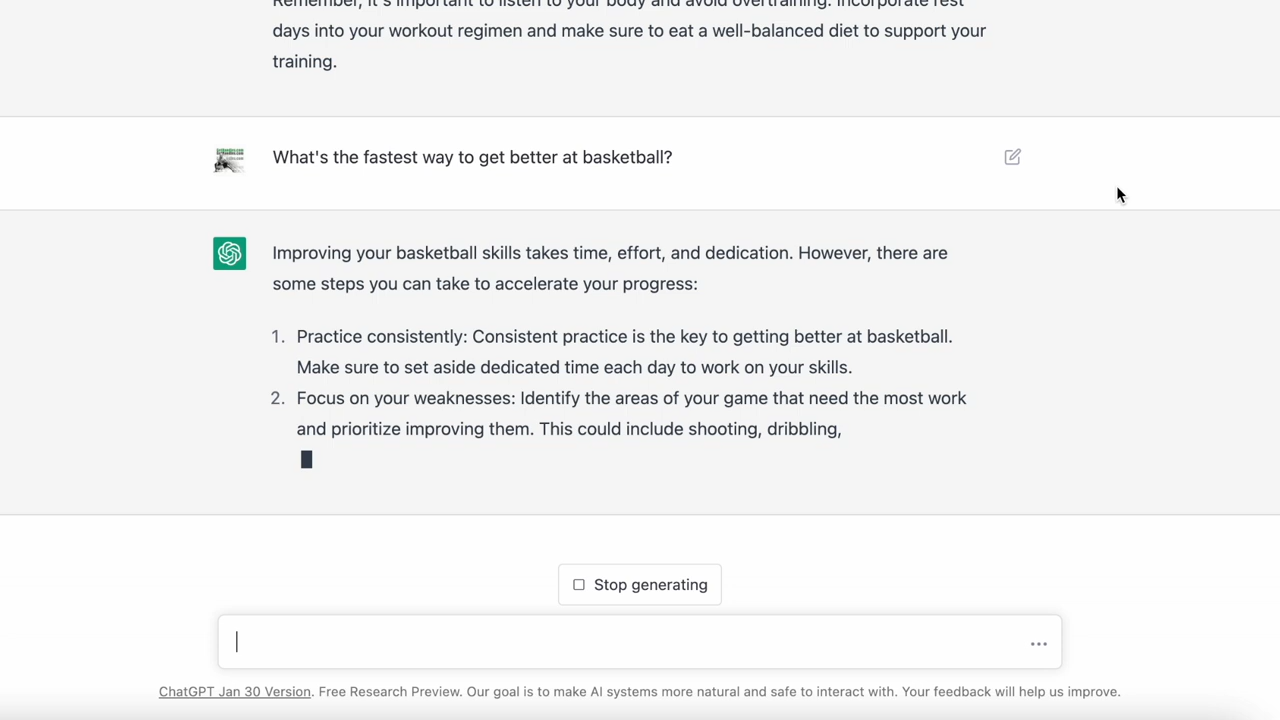 Remember, it's important to listen to your body and avoid overtraining. Incorporate rest
days into your workout regimen and make sure to eat a well-balanced diet to support your
training.
What's the fastest way to get better at basketball?
Improving your basketball skills takes time, effort, and dedication. However, there are
some steps you can take to accelerate your progress:
1. Practice consistently: Consistent practice is the key to getting better at basketball.
Make sure to set aside dedicated time each day to work on your skills.
2. Focus on your weaknesses: Identify the areas of your game that need the most work
and prioritize improving them. This could include shooting, dribbling,
Stop generating
ChatGPT Jan 30 Version. Free Research Preview. Our goal is to make AI systems more natural and safe to interact with. Your feedback will help us improve.